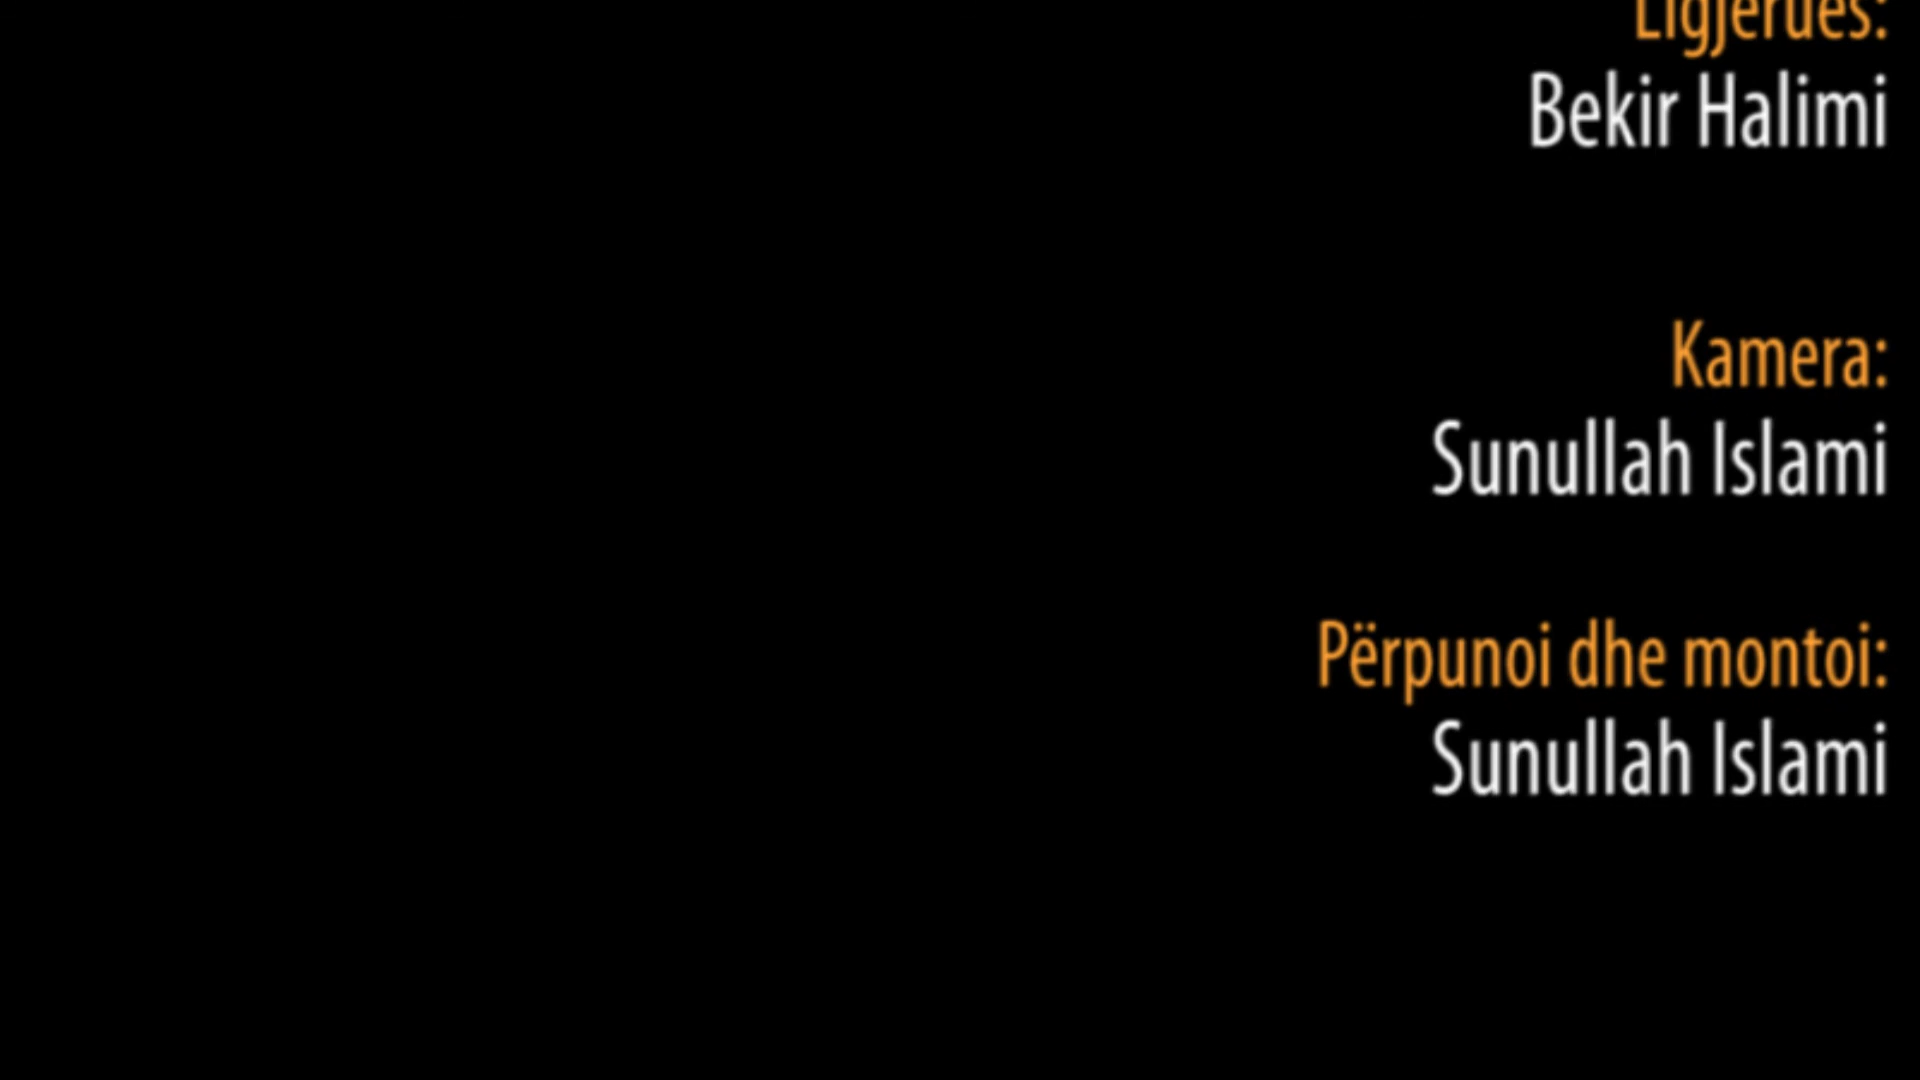 Ligjerues:
Bekir Halimi
Kamera:
Sunullah Islami
Përpunoi dhe montoi:
Sunullah Islami